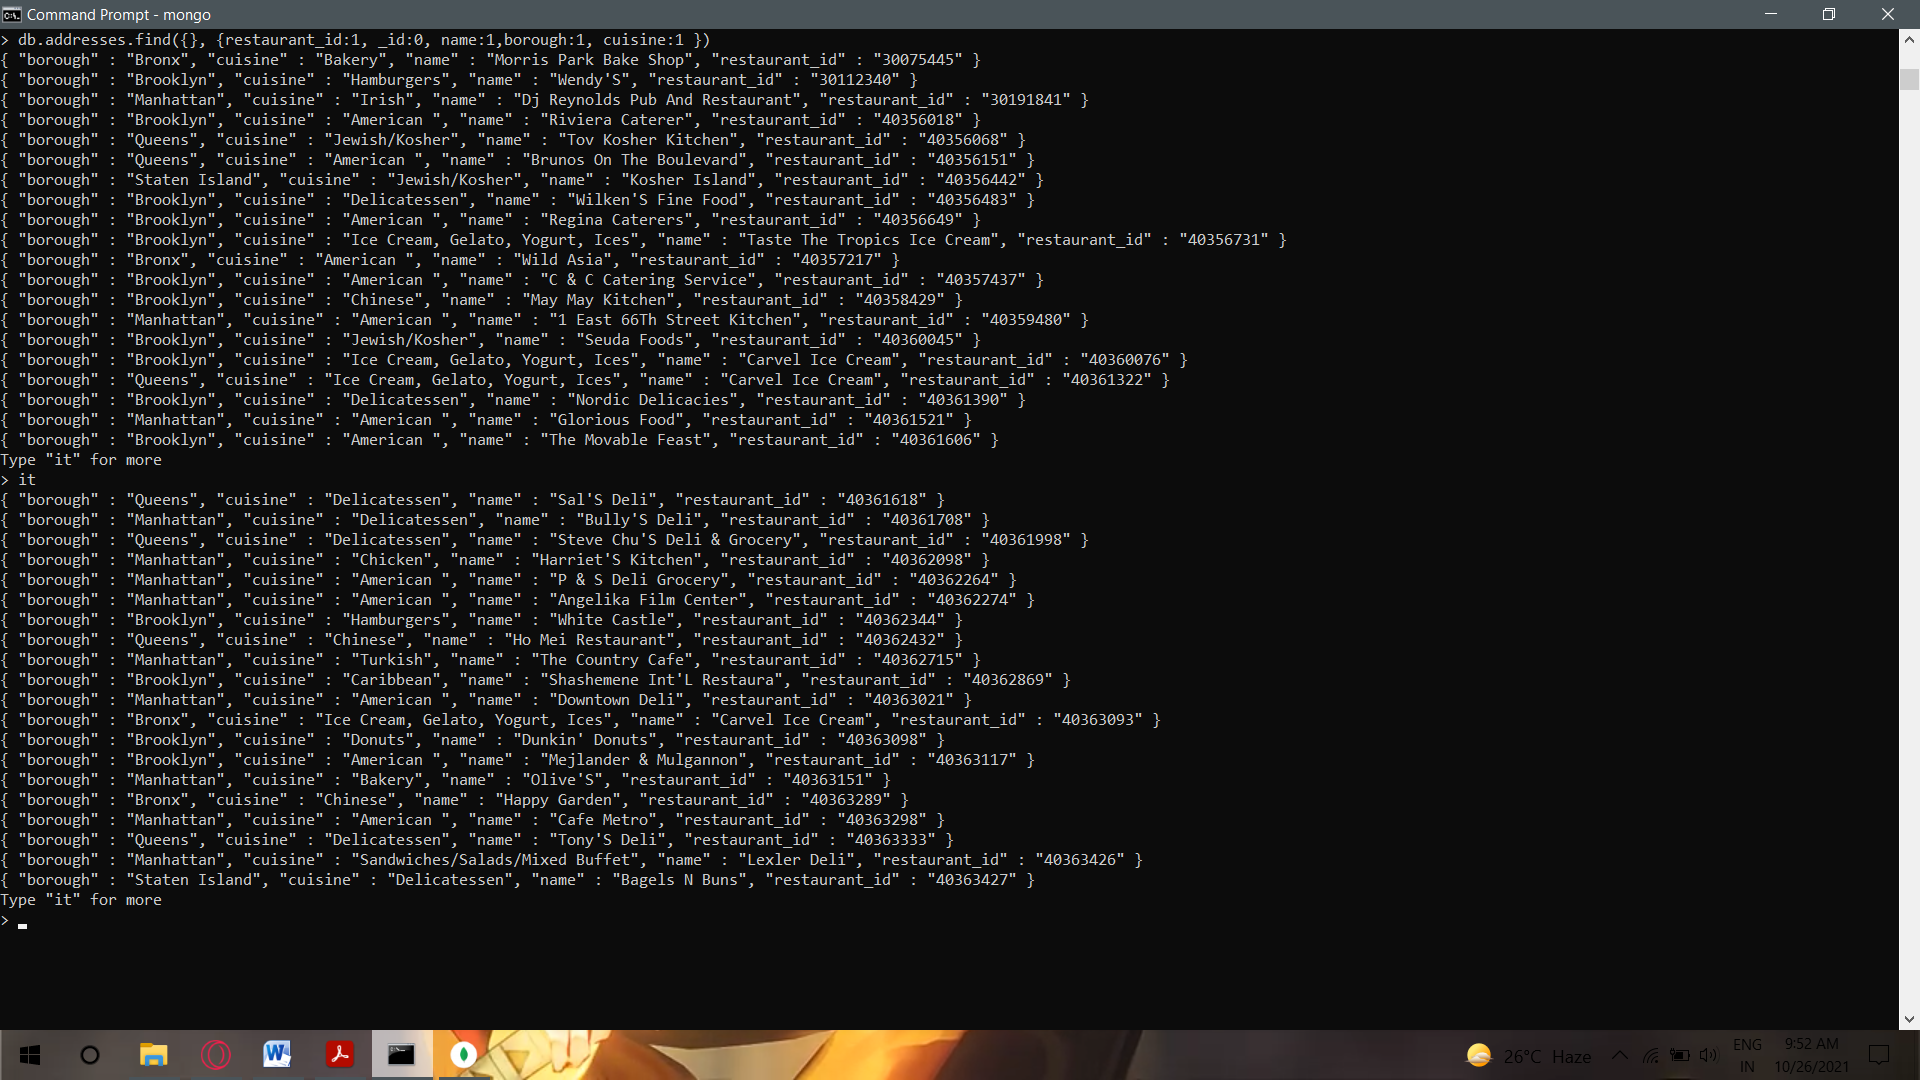 Command Prompt - mongo
> db.addresses.find({}, {restaurant_id:1, _id:0, name:1,borough:1, cuisine:1 })
{ "borough" : "Bronx", "cuisine" : "Bakery", "name" : "Morris Park Bake Shop", "restaurant_id" : "30075445" }
{ "borough" : "Brooklyn", "cuisine" : "Hamburgers", "name" : "Wendy'S", "restaurant_id" : "30112340" }
{ "borough" : "Manhattan", "cuisine" : "Irish", "name" : "Dj Reynolds Pub And Restaurant", "restaurant_id" : "30191841" }
{ "borough" : "Brooklyn", "cuisine" : "American ", "name" : "Riviera Caterer", "restaurant_id" : "40356018" }
{ "borough" : "Queens", "cuisine" : "Jewish/Kosher", "name" : "Tov Kosher Kitchen", "restaurant_id" : "40356068" }
{ "borough" : "Queens", "cuisine" : "American ", "name" : "Brunos On The Boulevard", "restaurant_id" : "40356151" }
{ "borough" : "Staten Island", "cuisine" : "Jewish/Kosher", "name" : "Kosher Island", "restaurant_id" : "40356442" }
{ "borough" : "Brooklyn", "cuisine" : "Delicatessen", "name" : "Wilken'S Fine Food", "restaurant_id" : "40356483" }
{ "borough" : "Brooklyn", "cuisine" : "American ", "name" : "Regina Caterers", "restaurant_id" : "40356649" }
{ "borough" : "Brooklyn", "cuisine" : "Ice Cream, Gelato, Yogurt, Ices", "name" : "Taste The Tropics Ice Cream", "restaurant_id" : "40356731" }
{ "borough" : "Bronx", "cuisine" : "American ", "name" : "Wild Asia", "restaurant_id" : "40357217" }
{ "borough" : "Brooklyn", "cuisine" : "American ", "name" : "C & C Catering Service", "restaurant_id" : "40357437" }
{ "borough" : "Brooklyn", "cuisine" : "Chinese", "name" : "May May Kitchen", "restaurant_id" : "40358429" }
{ "borough" : "Manhattan", "cuisine" : "American ", "name" : "1 East 66Th Street Kitchen", "restaurant_id" : "40359480" }
{ "borough" : "Brooklyn", "cuisine" : "Jewish/Kosher", "name" : "Seuda Foods", "restaurant_id" : "40360045" }
{ "borough" : "Brooklyn", "cuisine" : "Ice Cream, Gelato, Yogurt, Ices", "name" : "Carvel Ice Cream", "restaurant_id" : "40360076" }
{ "borough" : "Queens", "cuisine" : "Ice Cream, Gelato, Yogurt, Ices", "name" : "Carvel Ice Cream", "restaurant_id" : "40361322" }
{ "borough" : "Brooklyn", "cuisine" : "Delicatessen", "name" : "Nordic Delicacies", "restaurant_id" : "40361390" }
{ "borough" : "Manhattan", "cuisine" : "American ", "name" : "Glorious Food", "restaurant_id" : "40361521" }
{ "borough" : "Brooklyn", "cuisine" : "American ", "name" : "The Movable Feast", "restaurant_id" : "40361606" }
Type "it" for more
> it
{ "borough" : "Queens", "cuisine" : "Delicatessen", "name" : "Sal'S Deli", "restaurant_id" : "40361618" }
{ "borough" : "Manhattan", "cuisine" : "Delicatessen", "name" : "Bully'S Deli", "restaurant_id" : "40361708" }
{ "borough" : "Queens", "cuisine" : "Delicatessen", "name" : "Steve Chu'S Deli & Grocery", "restaurant_id" : "40361998" }
{ "borough" : "Manhattan", "cuisine" : "Chicken", "name" : "Harriet'S Kitchen", "restaurant_id" : "40362098" }
{ "borough" : "Manhattan", "cuisine" : "American ", "name" : "P & S Deli Grocery", "restaurant_id" : "40362264" }
{ "borough" : "Manhattan", "cuisine" : "American ", "name" : "Angelika Film Center", "restaurant_id" : "40362274" }
{ "borough" : "Brooklyn", "cuisine" : "Hamburgers", "name" : "White Castle", "restaurant_id" : "40362344" }
{ "borough" : "Queens", "cuisine" : "Chinese", "name" : "Ho Mei Restaurant", "restaurant_id" : "40362432" }
{ "borough" : "Manhattan", "cuisine" : "Turkish", "name" : "The Country Cafe", "restaurant_id" : "40362715" }
{ "borough" : "Brooklyn", "cuisine" : "Caribbean", "name" : "Shashemene Int'L Restaura", "restaurant_id" : "40362869" }
{ "borough" : "Manhattan", "cuisine" : "American ", "name" : "Downtown Deli", "restaurant_id" : "40363021" }
{ "borough" : "Bronx", "cuisine" : "Ice Cream, Gelato, Yogurt, Ices", "name" : "Carvel Ice Cream", "restaurant_id" : "40363093" }
{ "borough" : "Brooklyn", "cuisine" : "Donuts", "name" : "Dunkin' Donuts", "restaurant_id" : "40363098" }
{ "borough" : "Brooklyn", "cuisine" : "American ", "name" : "Mejlander & Mulgannon", "restaurant_id" : "40363117" }
{ "borough" : "Manhattan", "cuisine" : "Bakery", "name" : "Olive'S", "restaurant_id" : "40363151" }
{ "borough" : "Bronx", "cuisine" : "Chinese", "name" : "Happy Garden", "restaurant_id" : "40363289" }
{ "borough" : "Manhattan", "cuisine" : "American ", "name" : "Cafe Metro", "restaurant_id" : "40363298" }
{ "borough" : "Queens", "cuisine" : "Delicatessen", "name" : "Tony'S Deli", "restaurant_id" : "40363333" }
{ "borough" : "Manhattan", "cuisine" : "Sandwiches/Salads/Mixed Buffet", "name" : "Lexler Deli", "restaurant_id" : "40363426" }
{ "borough" : "Staten Island", "cuisine" : "Delicatessen", "name" : "Bagels N Buns", "restaurant_id" : "40363427" }
Type "it" for more
>
26°C Haze
ENG
IN
9:52 AM
10/26/2021